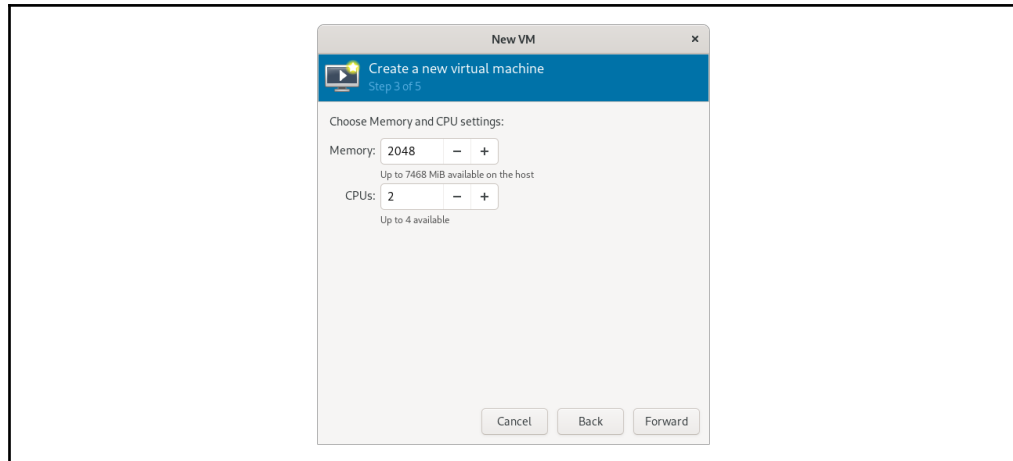 New VM ×
Create a new virtual machine
Step 3 of 5
Choose Memory and CPU settings:
Memory: 2048 − +
Up to 7468 MiB available on the host
CPUs: 2 − +
Up to 4 available
Cancel Back Forward